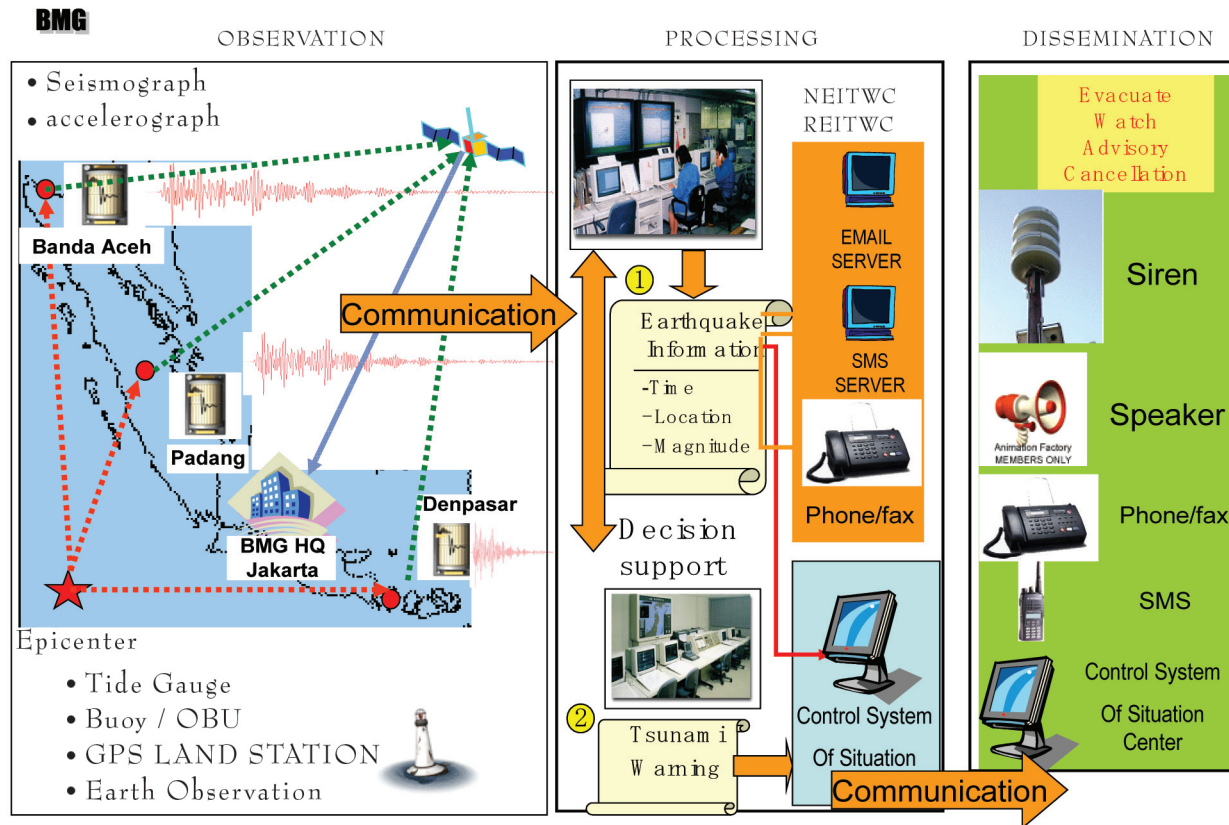 BMG
OBSERVATION
PROCESSING
DISSEMINATION
• Seismograph
• accelerograph
Banda Aceh
Padang
BMG HQ
Jakarta
Denpasar
Epicenter
• Tide Gauge
• Buoy / OBU
• GPS LAND STATION
• Earth Observation
Communication
1
Earthquake
Information
-Time
-Location
-Magnitude
Decision
support
2
Tsunami
Warning
NEITWC
REITWC
EMAIL
SERVER
SMS
SERVER
Phone/fax
Control System
Of Situation
Communication
Evacuate
Watch
Advisory
Cancellation
Siren
Speaker
Animation Factory
MEMBERS ONLY
Phone/fax
SMS
Control System
Of Situation
Center